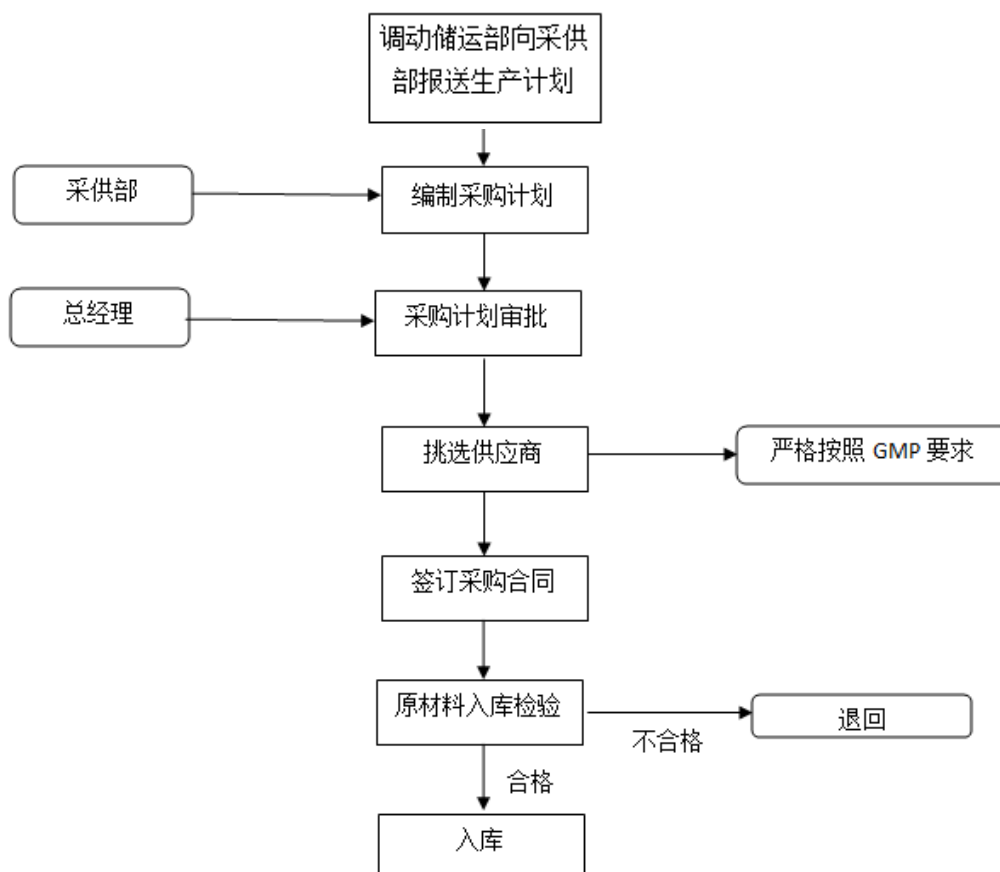 调动储运部向采供
部报送生产计划
采供部
编制采购计划
总经理
采购计划审批
挑选供应商
严格按照 GMP 要求
签订采购合同
原材料入库检验
不合格
退回
合格
入库